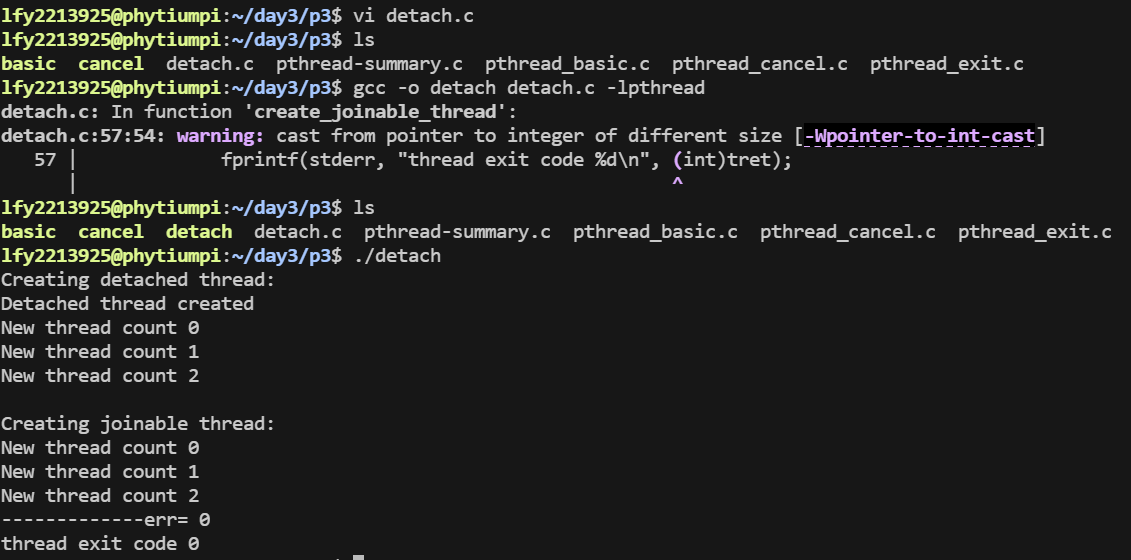 lfy2213925@phytiumpi:~/day3/p3$ vi detach.c
lfy2213925@phytiumpi:~/day3/p3$ ls
basic  cancel  detach.c  pthread-summary.c  pthread_basic.c  pthread_cancel.c  pthread_exit.c
lfy2213925@phytiumpi:~/day3/p3$ gcc -o detach detach.c -lpthread
detach.c: In function 'create_joinable_thread':
detach.c:57:54: warning: cast from pointer to integer of different size [-Wpointer-to-int-cast]
   57 |             fprintf(stderr, "thread exit code %d\n", (int)tret);
      |                                                      ^
lfy2213925@phytiumpi:~/day3/p3$ ls
basic  cancel  detach  detach.c  pthread-summary.c  pthread_basic.c  pthread_cancel.c  pthread_exit.c
lfy2213925@phytiumpi:~/day3/p3$ ./detach
Creating detached thread:
Detached thread created
New thread count 0
New thread count 1
New thread count 2

Creating joinable thread:
New thread count 0
New thread count 1
New thread count 2
-------------err= 0
thread exit code 0